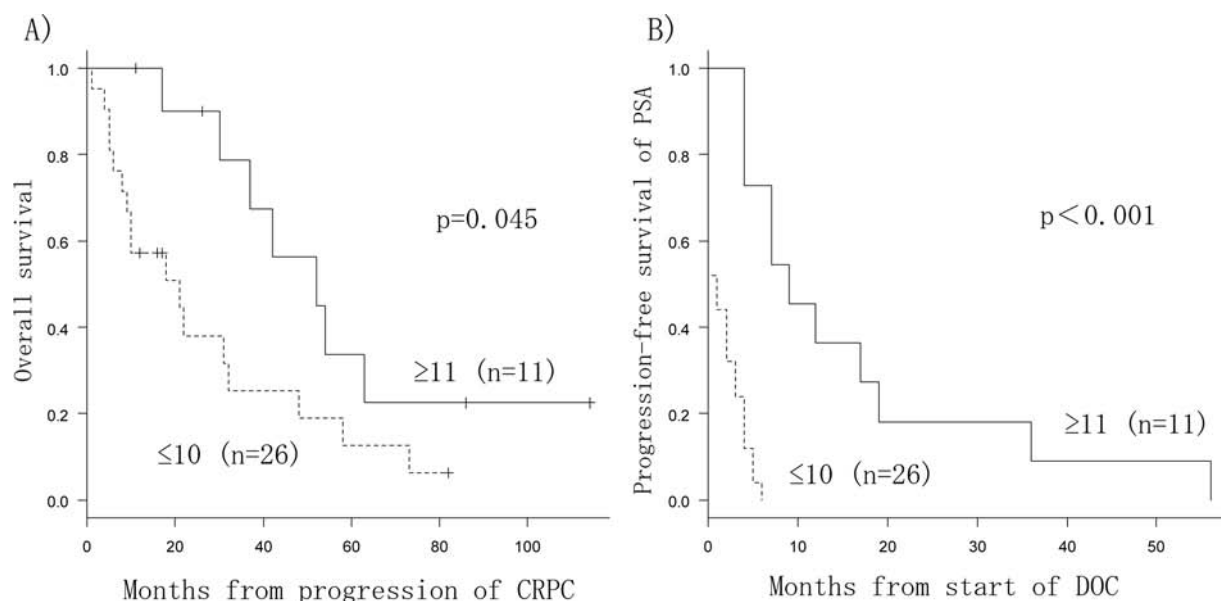 A)
Overall survival
1.0
0.8
0.6
0.4
0.2
0.0
p=0.045
≥11 (n=11)
≤10 (n=26)
0 20 40 60 80 100
Months from progression of CRPC
B)
Progression-free survival of PSA
1.0
0.8
0.6
0.4
0.2
0.0
p<0.001
≥11 (n=11)
≤10 (n=26)
0 10 20 30 40 50
Months from start of DOC